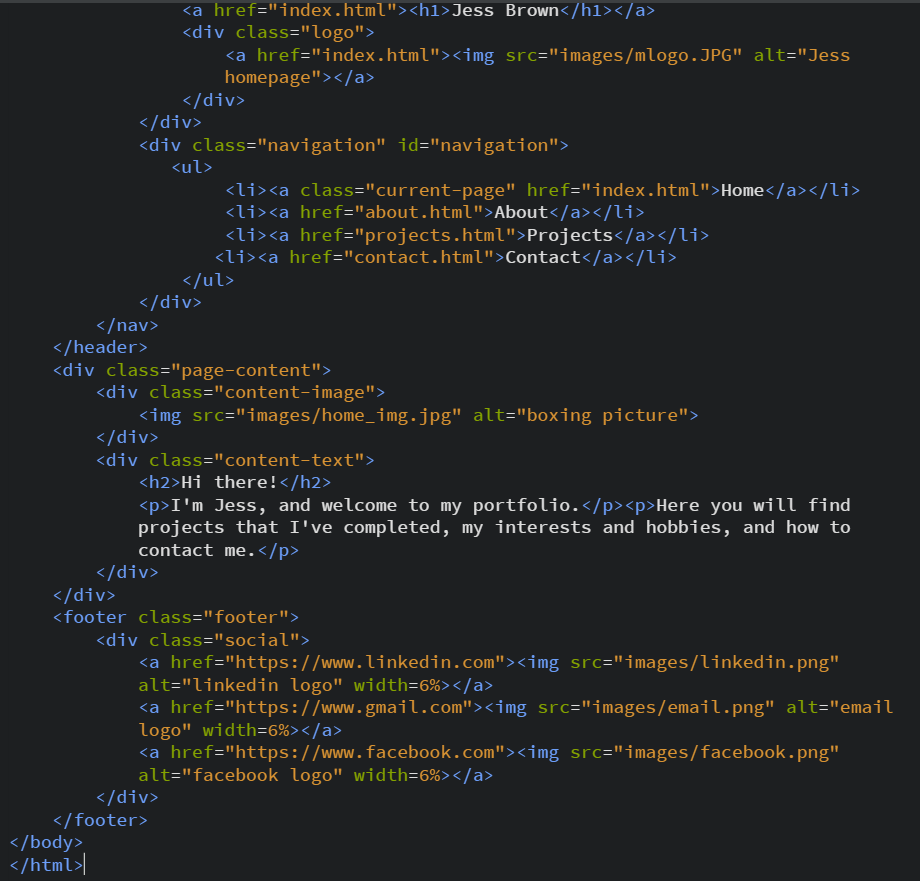 <a href="index.html"><h1>Jess Brown</h1></a>
<div class="logo">
<a href="index.html"><img src="images/mlogo.JPG" alt="Jess
homepage"></a>
</div>
</div>
<div class="navigation" id="navigation">
<ul>
<li><a class="current-page" href="index.html">Home</a></li>
<li><a href="about.html">About</a></li>
<li><a href="projects.html">Projects</a></li>
<li><a href="contact.html">Contact</a></li>
</ul>
</div>
</nav>
</header>
<div class="page-content">
<div class="content-image">
<img src="images/home_img.jpg" alt="boxing picture">
</div>
<div class="content-text">
<h2>Hi there!</h2>
<p>I'm Jess, and welcome to my portfolio.</p><p>Here you will find
projects that I've completed, my interests and hobbies, and how to
contact me.</p>
</div>
</div>
<footer class="footer">
<div class="social">
<a href="https://www.linkedin.com"><img src="images/linkedin.png"
alt="linkedin logo" width=6%></a>
<a href="https://www.gmail.com"><img src="images/email.png" alt="email
logo" width=6%></a>
<a href="https://www.facebook.com"><img src="images/facebook.png"
alt="facebook logo" width=6%></a>
</div>
</footer>
</body>
</html>